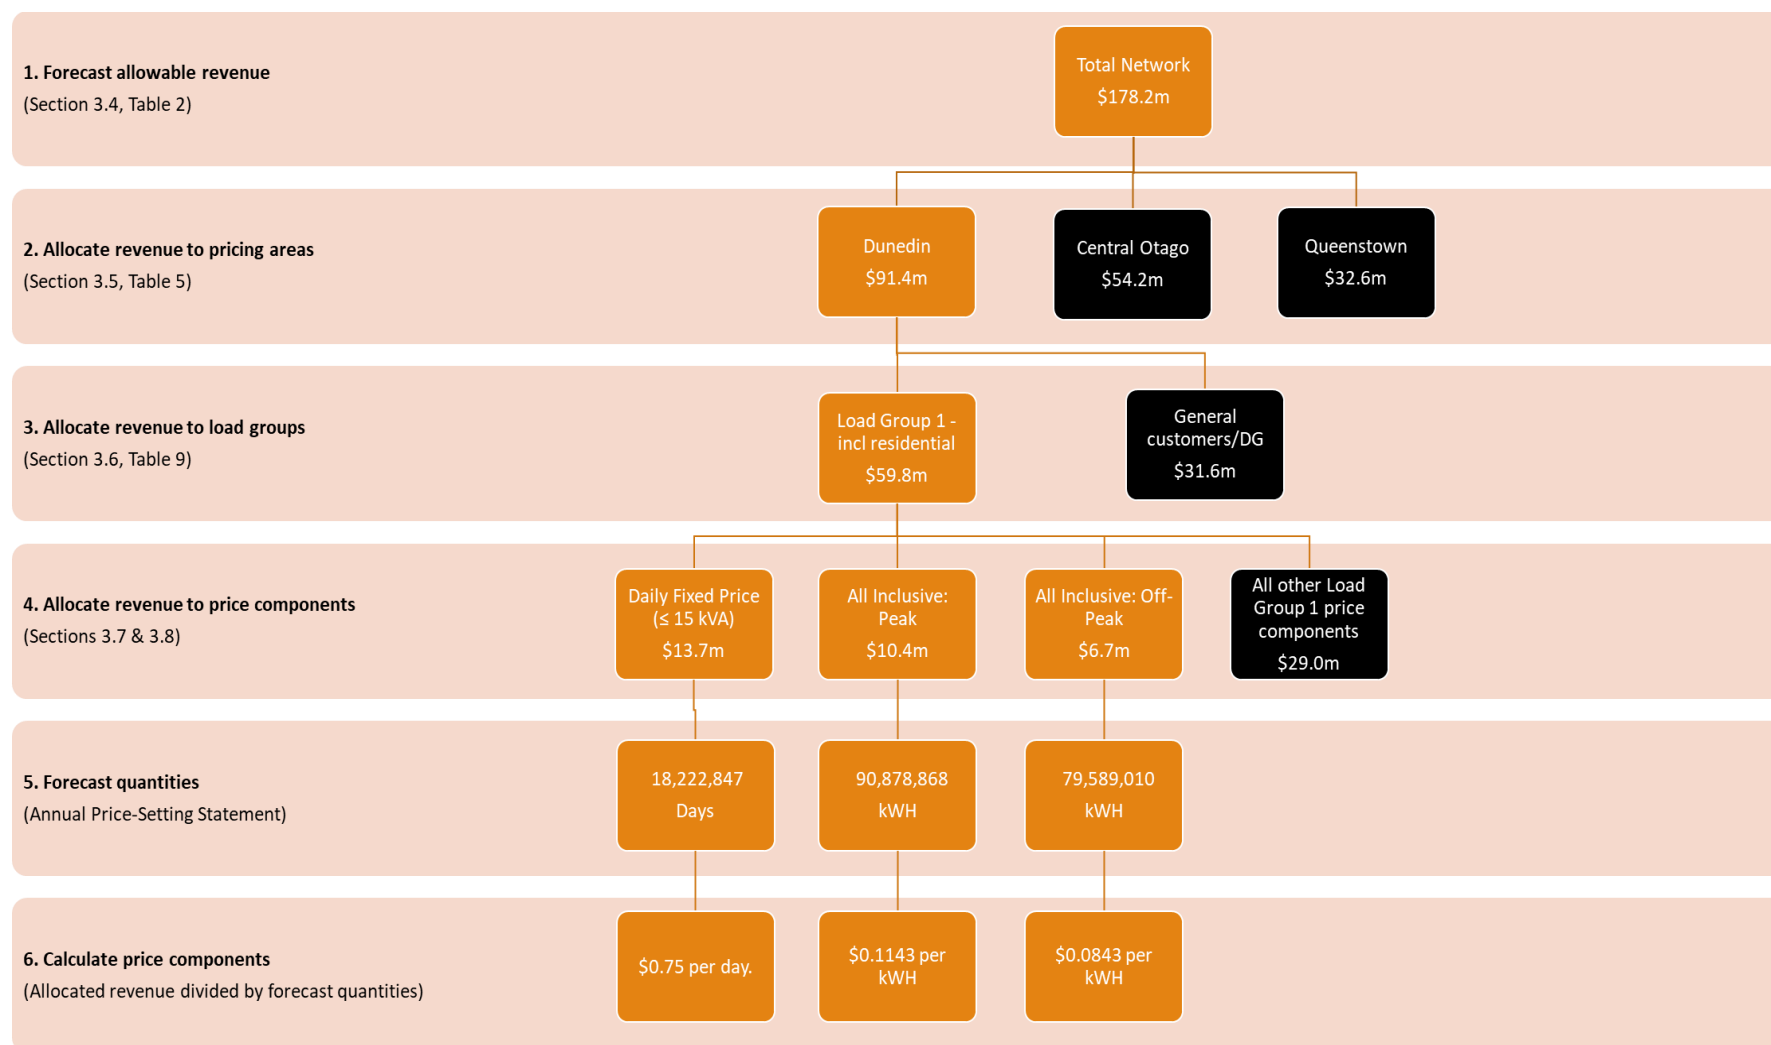 1. Forecast allowable revenue
(Section 3.4, Table 2)
Total Network
$178.2m
2. Allocate revenue to pricing areas
(Section 3.5, Table 5)
Dunedin
$91.4m
Central Otago
$54.2m
Queenstown
$32.6m
3. Allocate revenue to load groups
(Section 3.6, Table 9)
Load Group 1 -
incl residential
$59.8m
General
customers/DG
$31.6m
4. Allocate revenue to price components
(Sections 3.7 & 3.8)
Daily Fixed Price
(≤ 15 kVA)
$13.7m
All Inclusive:
Peak
$10.4m
All Inclusive: Off-
Peak
$6.7m
All other Load
Group 1 price
components
$29.0m
5. Forecast quantities
(Annual Price-Setting Statement)
18,222,847
Days
90,878,868
kWH
79,589,010
kWH
6. Calculate price components
(Allocated revenue divided by forecast quantities)
$0.75 per day.
$0.1143 per
kWH
$0.0843 per
kWH